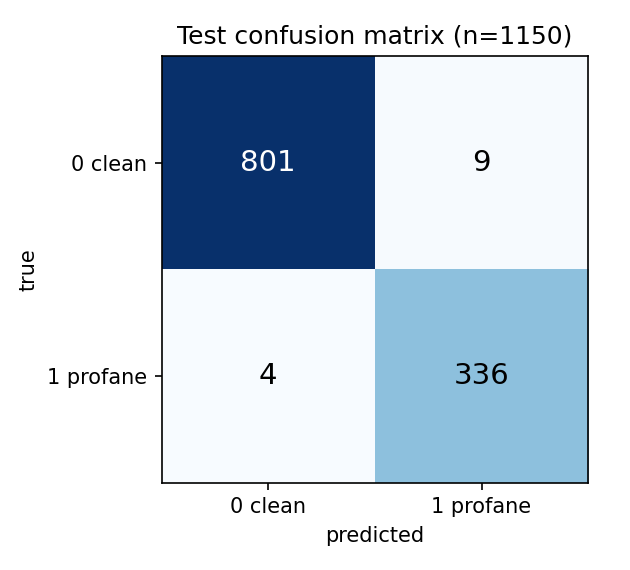 Test confusion matrix (n=1150)
true
0 clean
801
9
1 profane
4
336
0 clean
1 profane
predicted